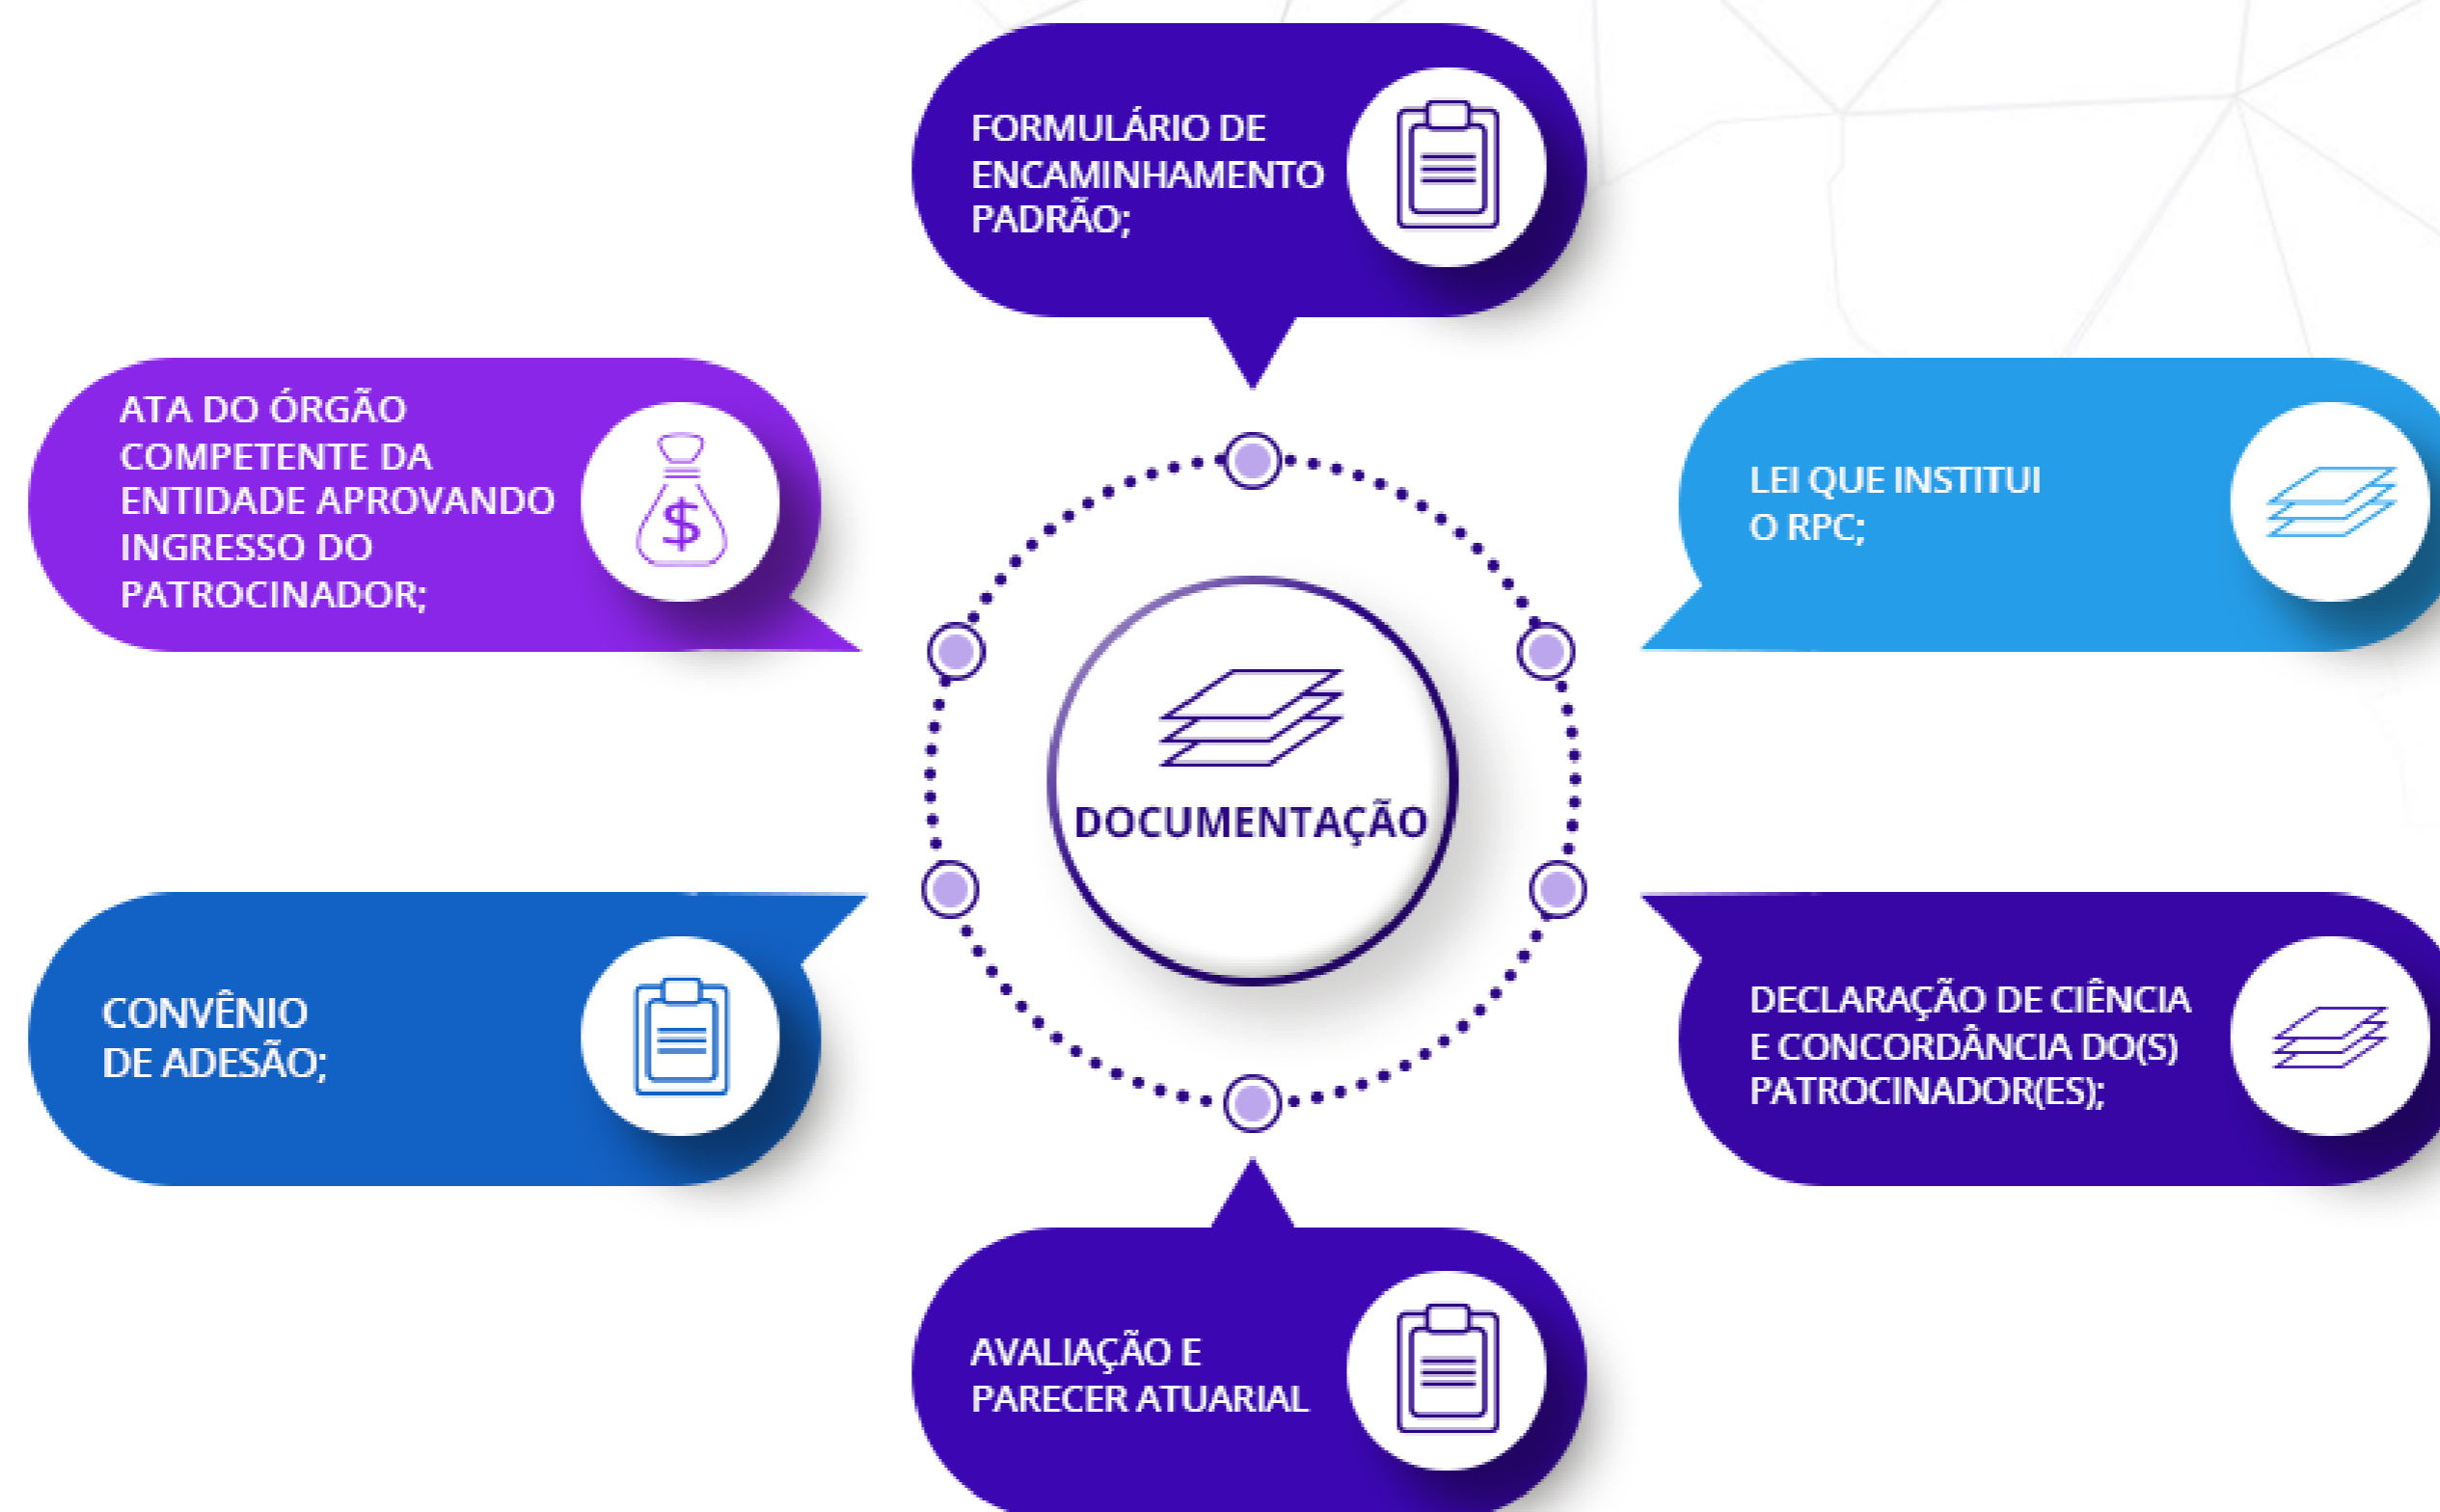 FORMULÁRIO DE
ENCAMINHAMENTO
PADRÃO;
ATA DO ÓRGÃO
COMPETENTE DA
ENTIDADE APROVANDO
INGRESSO DO
PATROCINADOR;
$
LEI QUE INSTITUI
O RPC;
DOCUMENTAÇÃO
CONVÊNIO
DE ADESÃO;
DECLARAÇÃO DE CIÊNCIA
E CONCORDÂNCIA DO(S)
PATROCINADOR(ES);
AVALIAÇÃO E
PARECER ATUARIAL